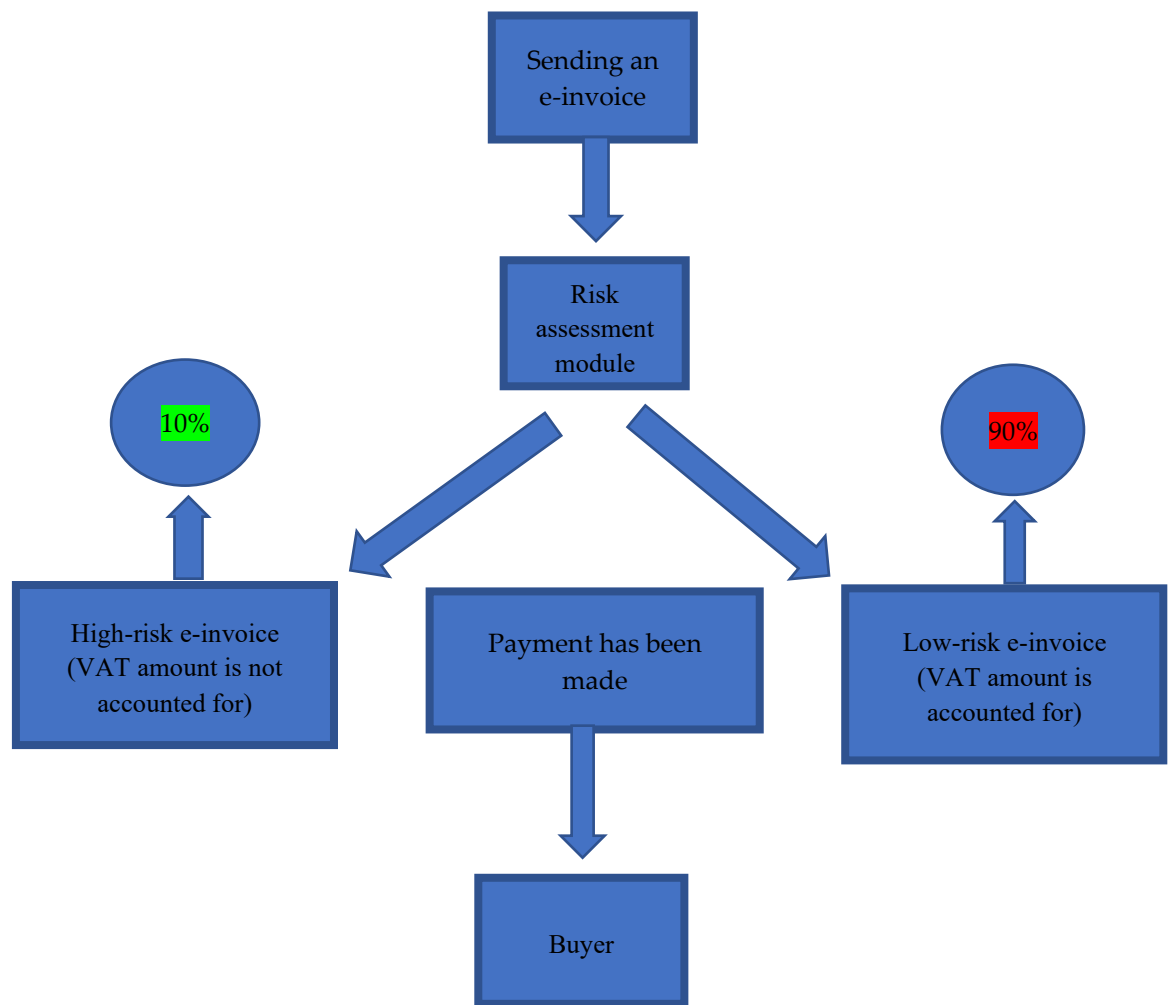 Sending an
e-invoice
Risk
assessment
module
10%
90%
High-risk e-invoice
(VAT amount is not
accounted for)
Payment has been
made
Low-risk e-invoice
(VAT amount is
accounted for)
Buyer